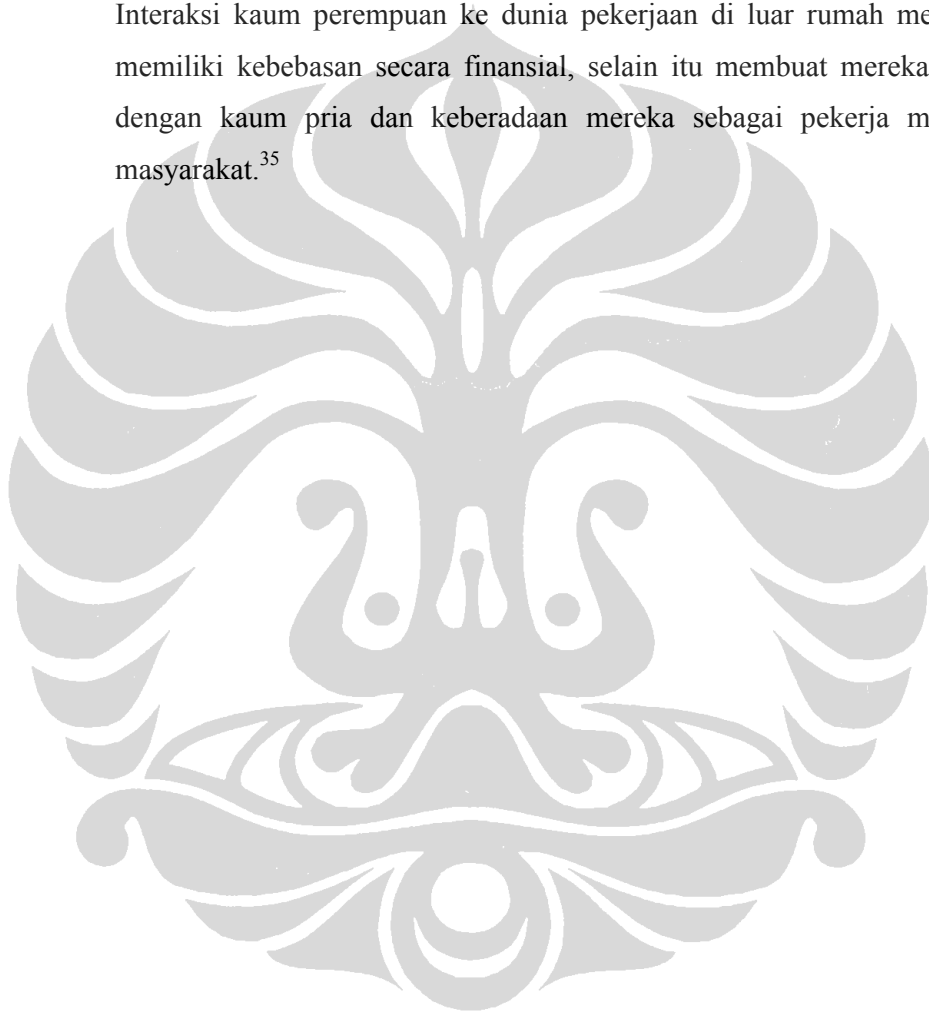 Interaksi kaum perempuan ke dunia pekerjaan di luar rumah
memiliki kebebasan secara finansial, selain itu membuat mereka
dengan kaum pria dan keberadaan mereka sebagai pekerja
masyarakat.35